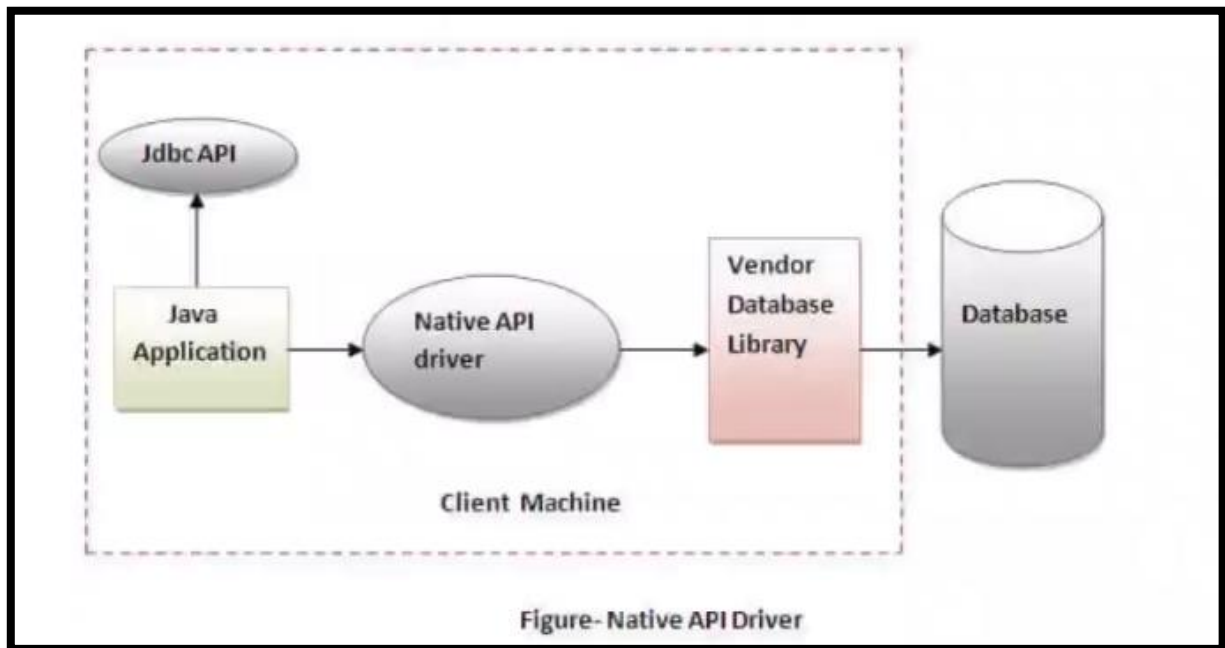 Jdbc API
Java
Application
Native API
driver
Vendor
Database
Library
Database
Client Machine
Figure- Native API Driver